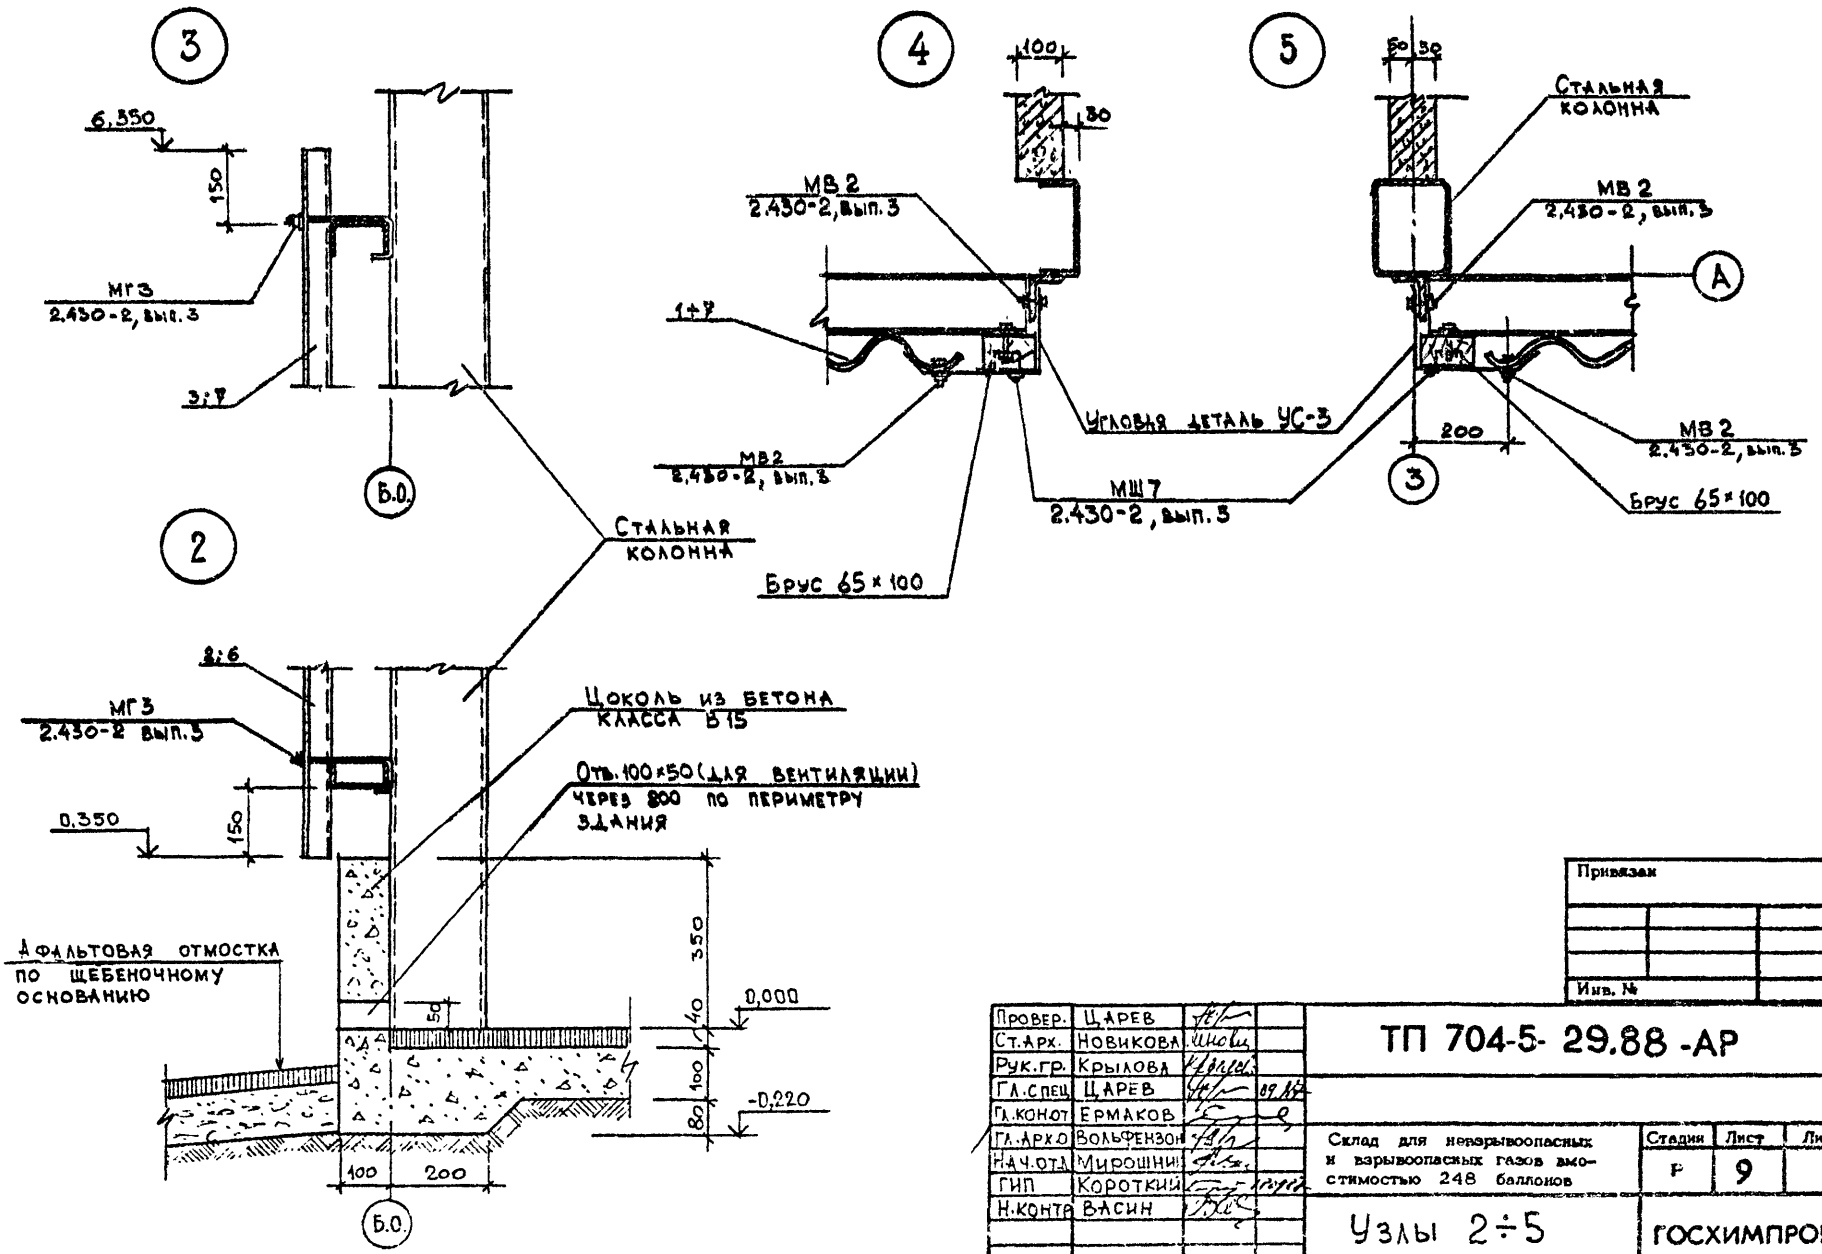 3
6,350
150
МГ3
2.430-2, вып. 3
3; 7
Б.О.
Стальная
колонна
4
100
30
МВ 2
2.430-2, вып. 3
1÷7
МВ2
2.430-2, вып. 3
Брус 65×100
Угловая деталь УС-3
МШ 7
2.430-2, вып. 3
5
50
50
Стальная
колонна
МВ 2
2.430-2, вып. 3
А
200
3
МВ 2
2.430-2, вып. 3
Брус 65×100
2
2; 6
МГ3
2.430-2 вып. 3
0,350
150
Цоколь из бетона
класса В15
Отв. 100×50 (для вентиляции)
через 800 по периметру
здания
Афальтовая отмостка
по щебеночному
основанию
350
50
40
0,000
100
80
-0,220
100
200
Б.О.
Привязан
Инв. №
Провер. Царев
Ст.арх. Новикова
Рук.гр. Крылова
Гл.спец Царев
Гл.конот Ермаков
Гл.архо Вольфензон
Нач.отд Мирошни
ГИП Короткий
Н.контр Васин
ТП 704-5- 29.88 -АР
Склад для невзрывоопасных
и взрывоопасных газов вмо-
стимостью 248 баллонов
Стадия Лист Ли
Р 9
Узлы 2÷5
ГОСХИМПРО